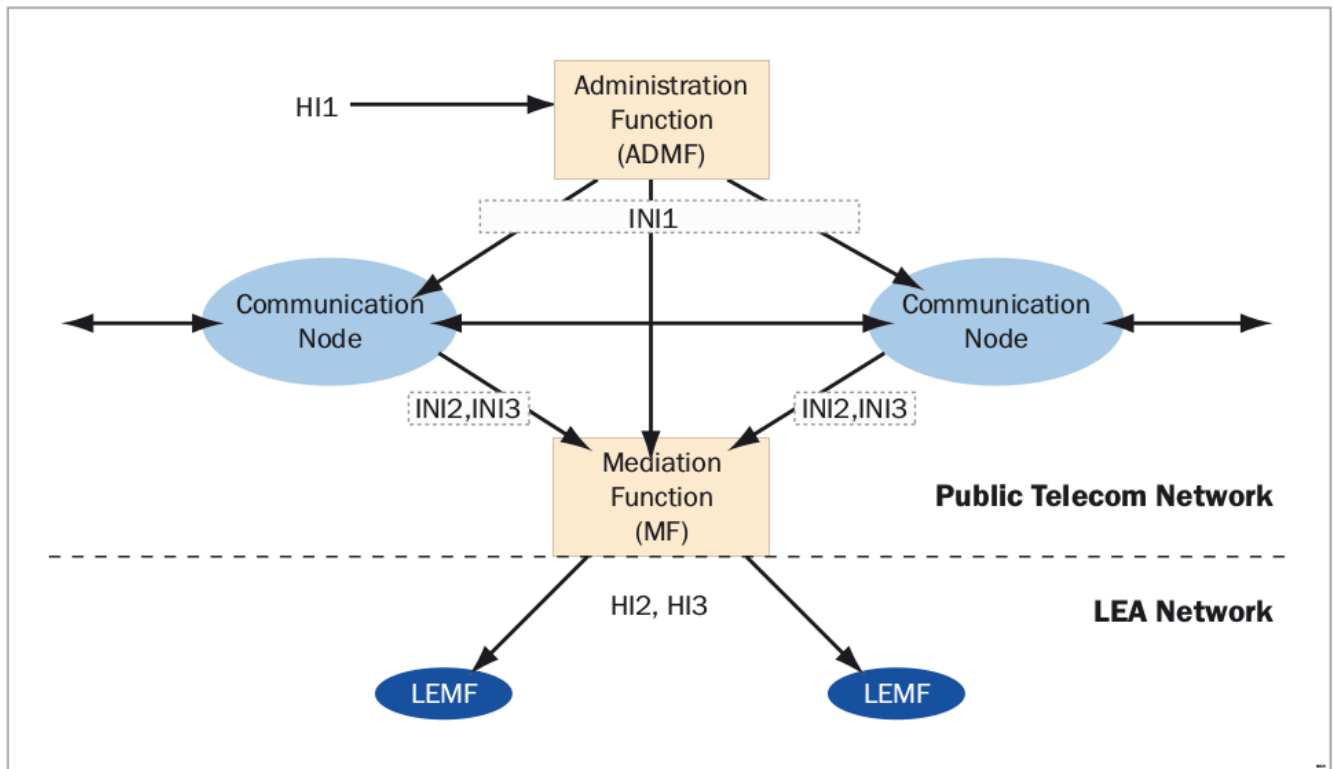 HI1
Administration
Function
(ADMF)
INI1
Communication
Node
Communication
Node
INI2,INI3
INI2,INI3
Mediation
Function
(MF)
Public Telecom Network
HI2, HI3
LEA Network
LEMF
LEMF